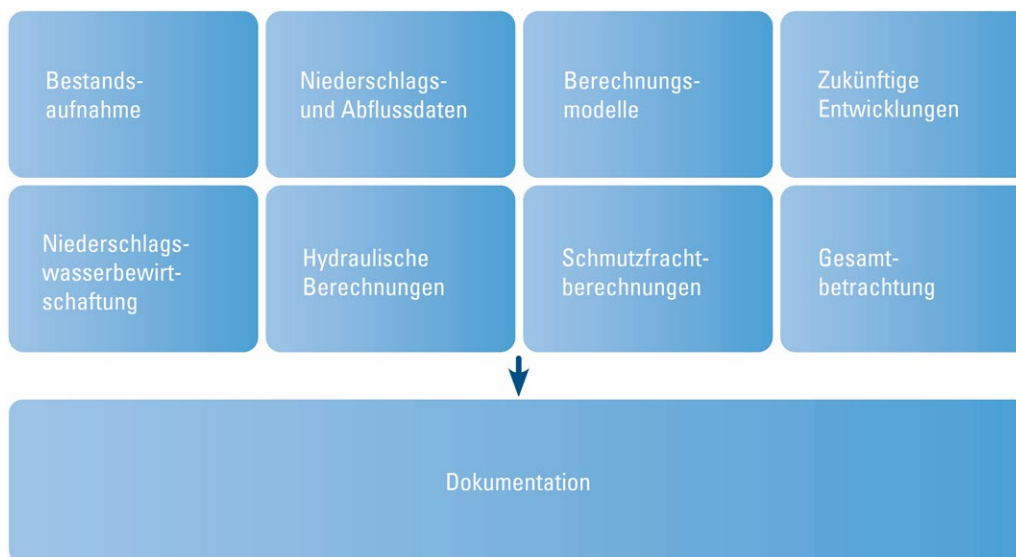 Bestands-
aufnahme
Niederschlags-
und Abflussdaten
Berechnungs-
modelle
Zukünftige
Entwicklungen
Niederschlags-
wasserbewirt-
schaftung
Hydraulische
Berechnungen
Schmutzfracht-
berechnungen
Gesamt-
betrachtung
Dokumentation